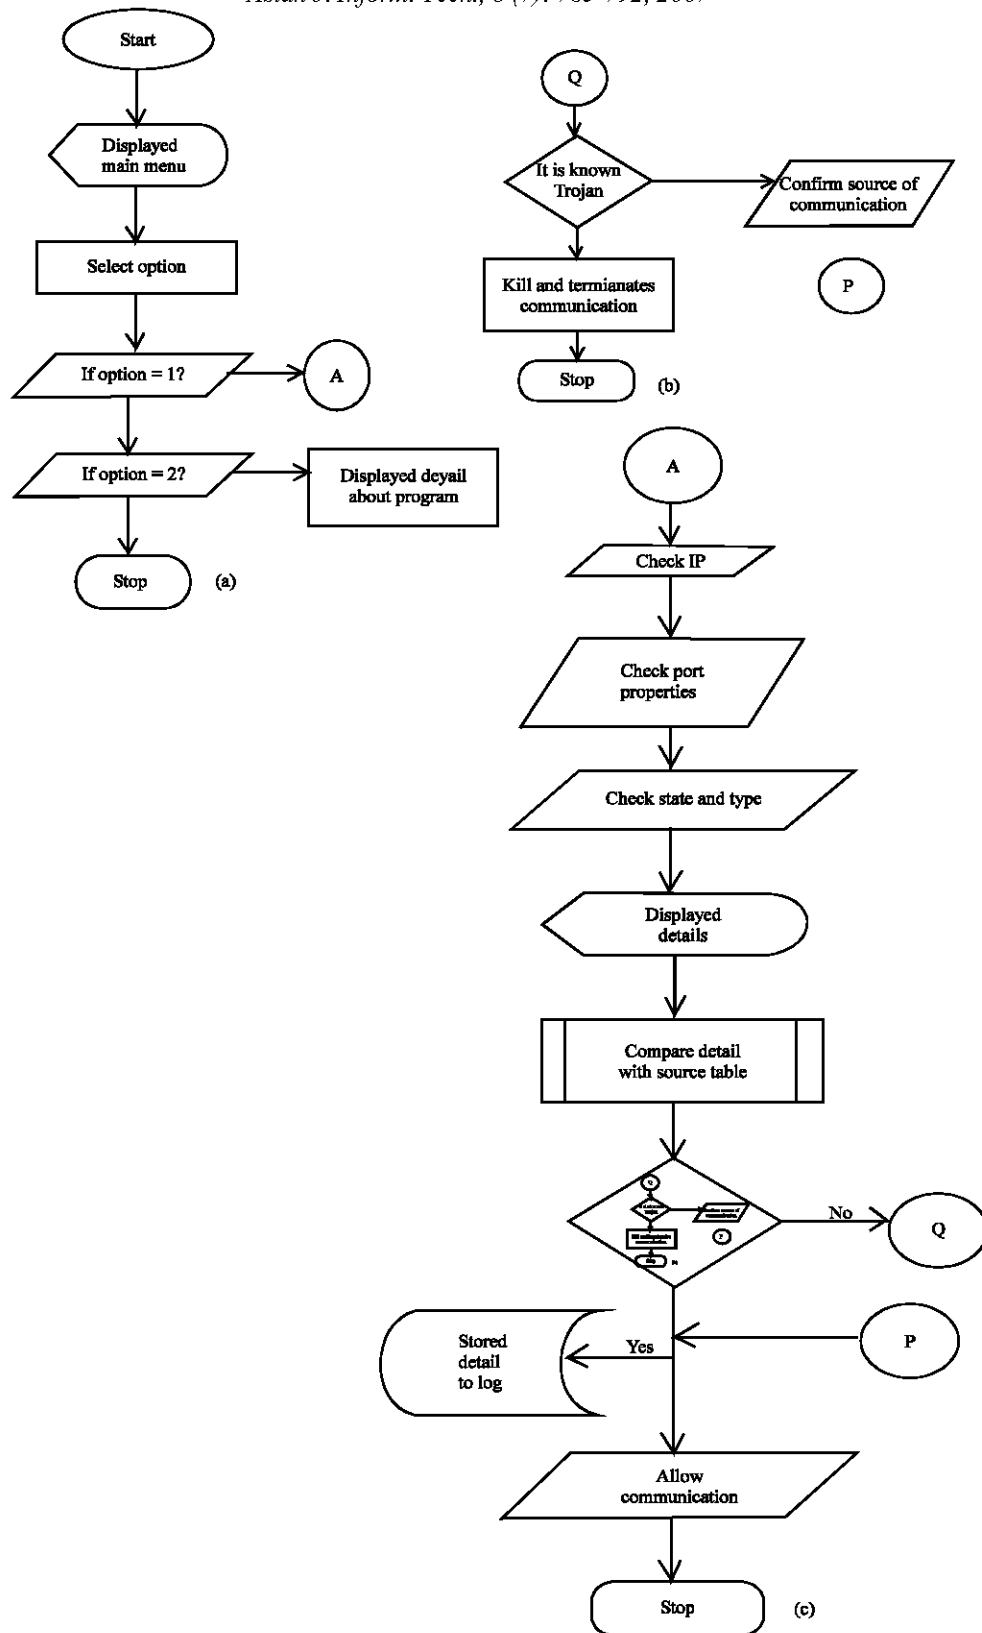 Start
Displayed
main menu
Select option
If option = 1?
A
If option = 2?
Displayed deyail
about program
Stop
(a)
Q
It is known
Trojan
Confirm source of
communication
P
Kill and termianates
communication
Stop
(b)
A
Check IP
Check port
properties
Check state and type
Displayed
details
Compare detail
with source table
Q
P
No
Q
Yes
P
Stored
detail
to log
Allow
communication
Stop
(c)